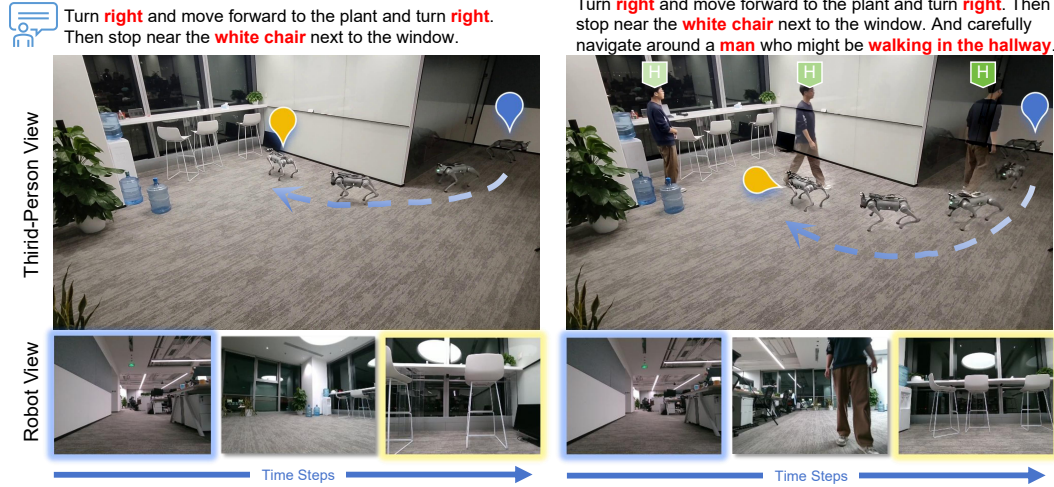 Turn right and move forward to the plant and turn right.
Then stop near the white chair next to the window.
Turn right and move forward to the plant and turn right. Then
stop near the white chair next to the window. And carefully
navigate around a man who might be walking in the hallway.
Thirid-Person View
H
H
H
Robot View
Time Steps
Time Steps